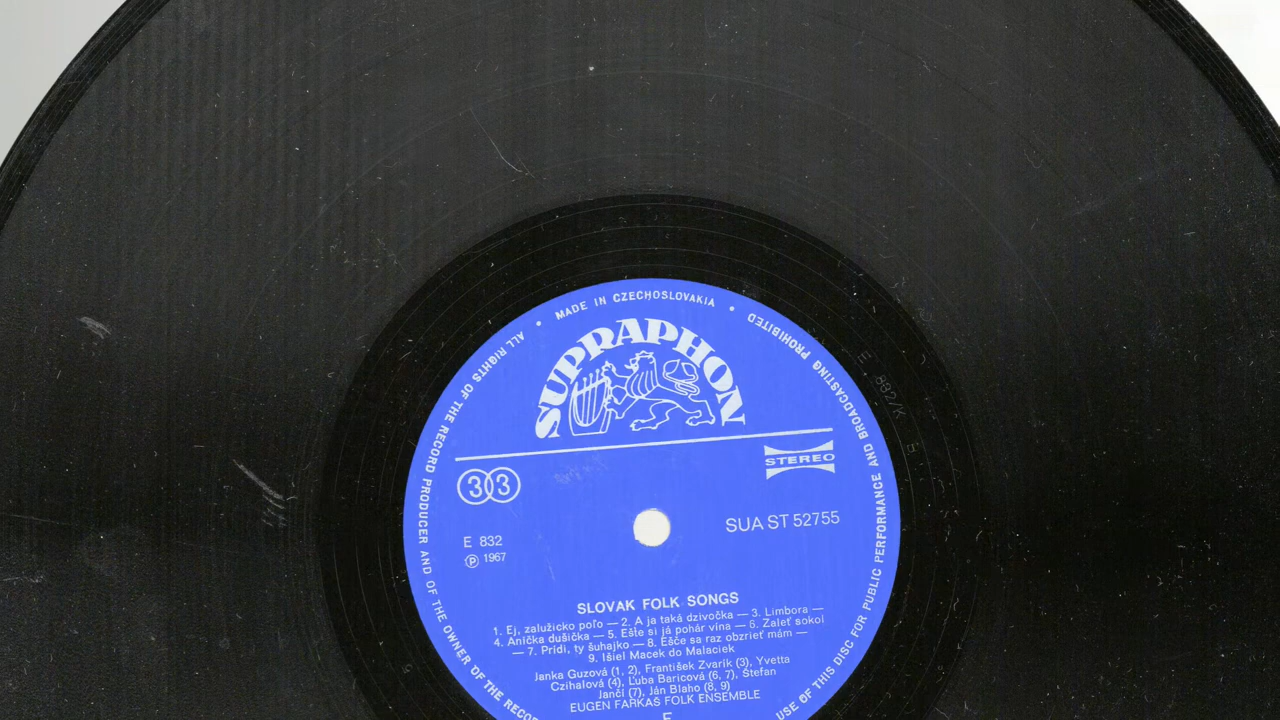 MADE IN CZECHOSLOVAKIA • ALL RIGHTS OF THE RECORD PRODUCER AND OF THE OWNER OF THE RECOR
USE OF THIS DISC FOR PUBLIC PERFORMANCE AND BROADCASTING PROHIBITED •
SUPRAPHON
STEREO
33
SUA ST 52755
E 832
Ⓟ 1967
E 832/K
SLOVAK FOLK SONGS
1. Ej, zalužicko poľo — 2. A ja taká dzivočka — 3. Limbora —
4. Anička dušička — 5. Ešte si já pohár vína — 6. Zaleť sokol
— 7. Pridi, ty šuhajko — 8. Ešče sa raz obzrieť mám —
9. Išiel Macek do Malaciek
Janka Guzová (1, 2), František Zvarík (3), Yvetta
Czihalová (4), Ľuba Baricová (6, 7), Štefan
Jančí (7), Ján Blaho (8, 9)
EUGEN FARKAŠ FOLK ENSEMBLE